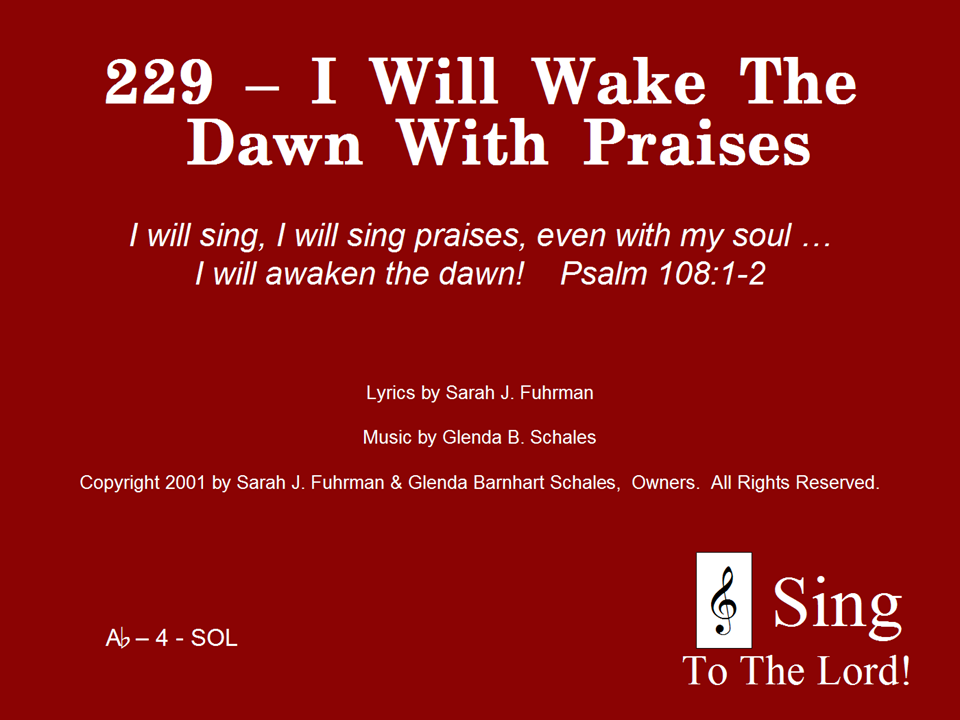 229 – I Will Wake The
Dawn With Praises
I will sing, I will sing praises, even with my soul …
I will awaken the dawn! Psalm 108:1-2
Lyrics by Sarah J. Fuhrman
Music by Glenda B. Schales
Copyright 2001 by Sarah J. Fuhrman & Glenda Barnhart Schales, Owners. All Rights Reserved.
A♭ – 4 - SOL
Sing
To The Lord!